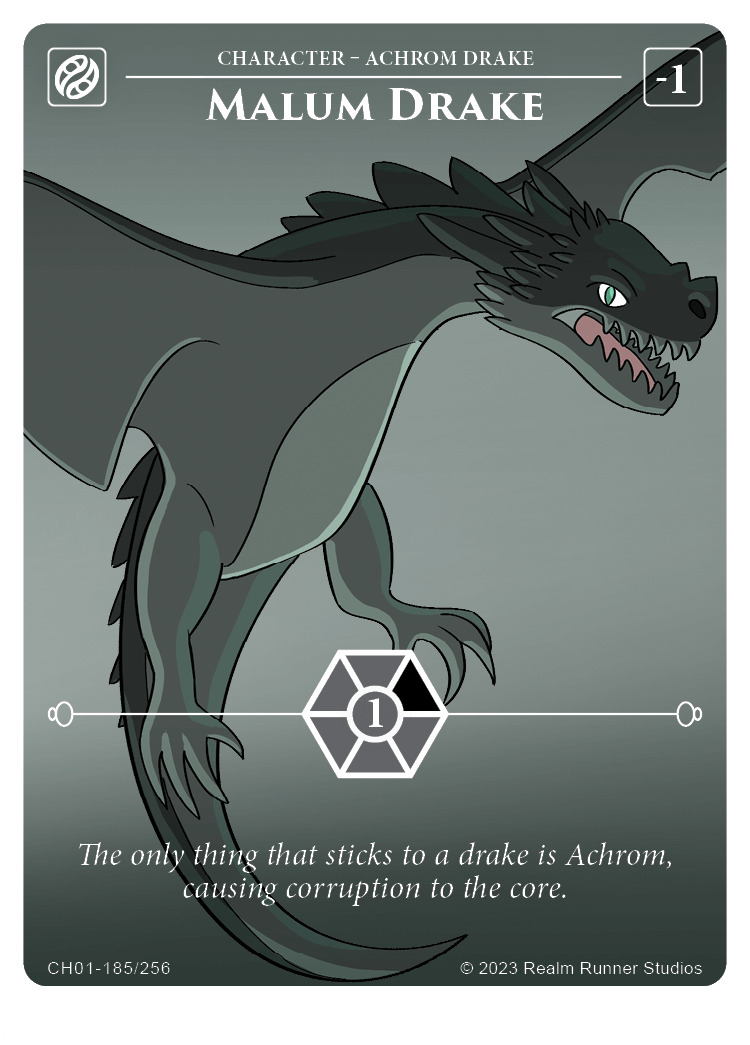 CHARACTER – ACHROM DRAKE
MALUM DRAKE
-1
1
The only thing that sticks to a drake is Achrom,
causing corruption to the core.
CH01-185/256
© 2023 Realm Runner Studios